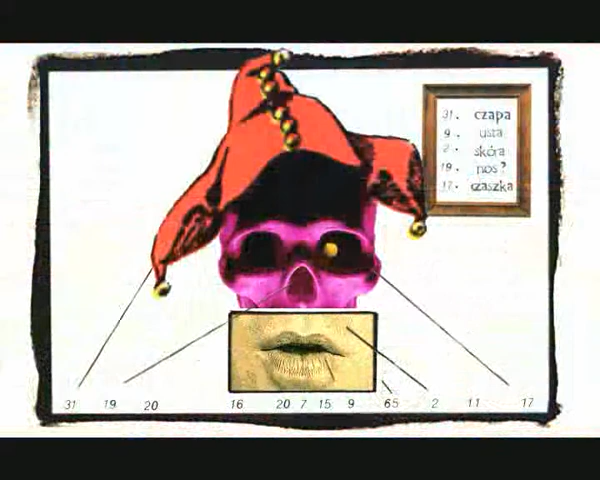 31. czapa
9. usta
2. skóra
19. nos?
17. czaszka
31 19 20 16 20 7 15 9 65 2 11 17